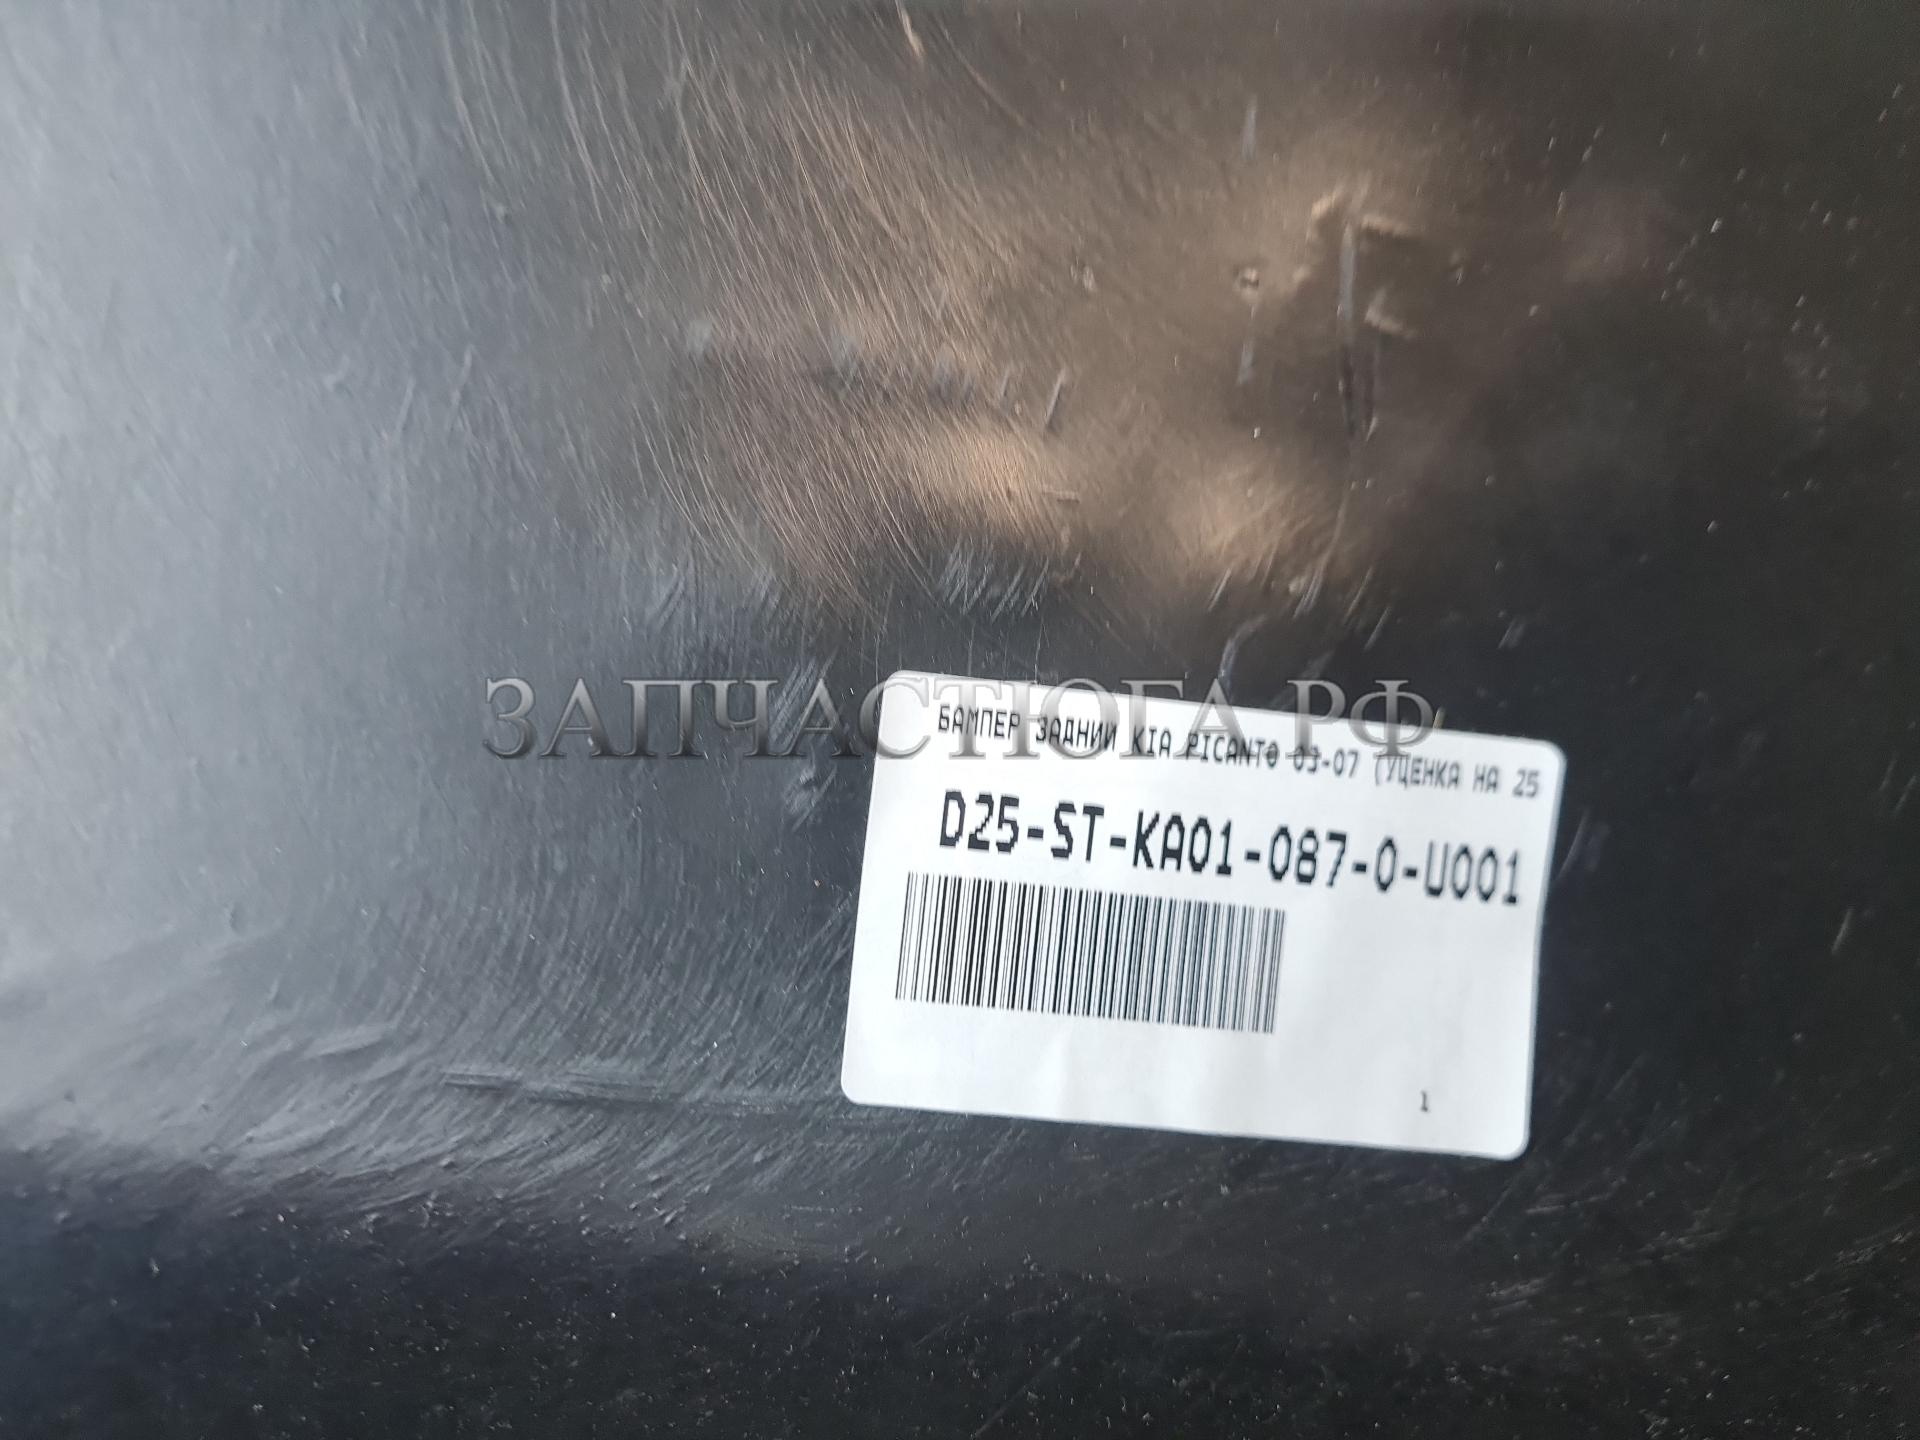 ЗАПЧАСТЮГА.РФ
БАМПЕР ЗАДНИЙ KIA PICANTO 03-07 (УЦЕНКА НА 25
D25-ST-KA01-087-0-U001
1